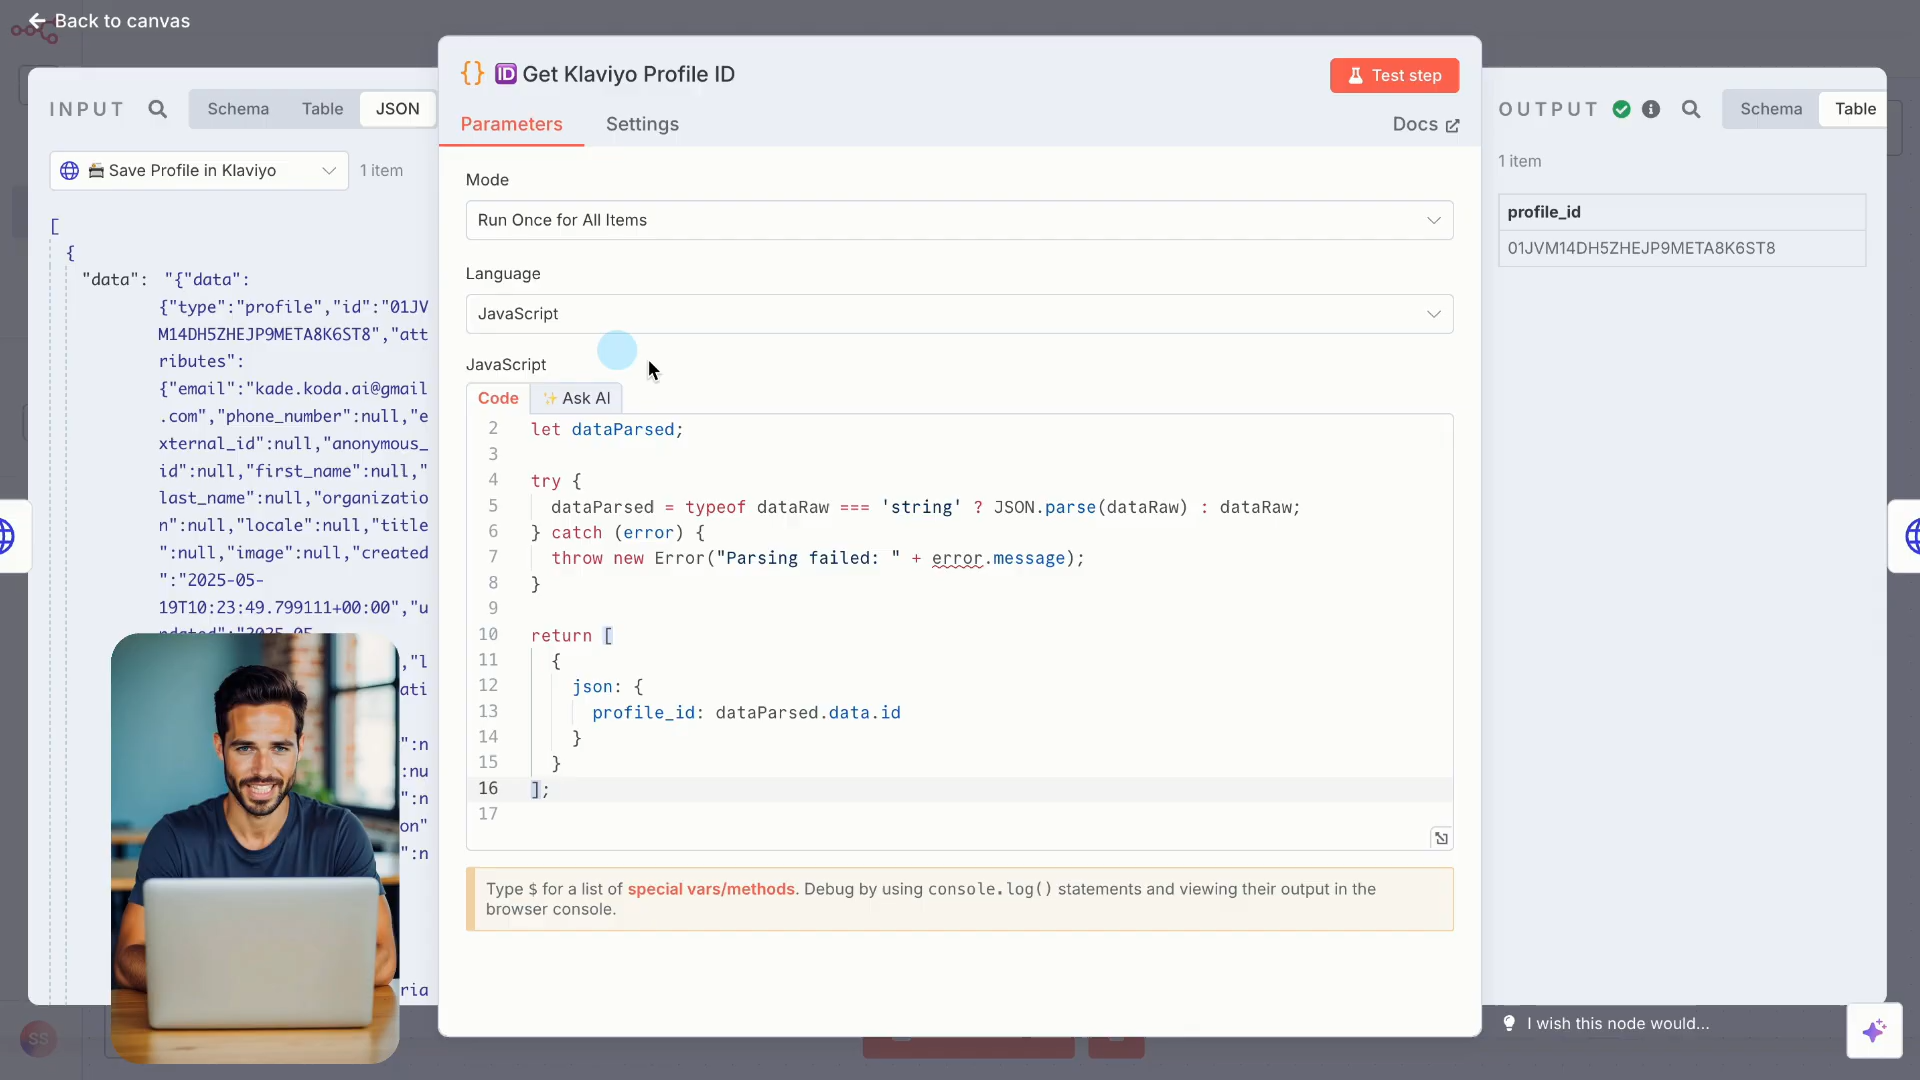 Back to canvas
INPUT
Schema
Table
JSON
Save Profile in Klaviyo
1 item
[
{
"data": "{"data":
{"type":"profile","id":"01JV
M14DH5ZHEJP9META8K6ST8","att
ributes":
{"email":"kade.koda.ai@gmail
.com","phone_number":null,"e
xternal_id":null,"anonymous_
id":null,"first_name":null,"
last_name":null,"organizatio
n":null,"locale":null,"title
":null,"image":null,"created
":"2025-05-
19T10:23:49.799111+00:00","u
,"l
ati
":n
:nu
":n
on"
":n
ria
SS
ID Get Klaviyo Profile ID
Test step
Parameters
Settings
Docs
Mode
Run Once for All Items
Language
JavaScript
JavaScript
Code
Ask AI
2 let dataParsed;
3
4 try {
5 dataParsed = typeof dataRaw === 'string' ? JSON.parse(dataRaw) : dataRaw;
6 } catch (error) {
7 throw new Error("Parsing failed: " + error.message);
8 }
9
10 return [
11 {
12 json: {
13 profile_id: dataParsed.data.id
14 }
15 }
16 ];
17
Type $ for a list of special vars/methods. Debug by using console.log() statements and viewing their output in the
browser console.
OUTPUT
Schema
Table
1 item
profile_id
01JVM14DH5ZHEJP9META8K6ST8
I wish this node would...